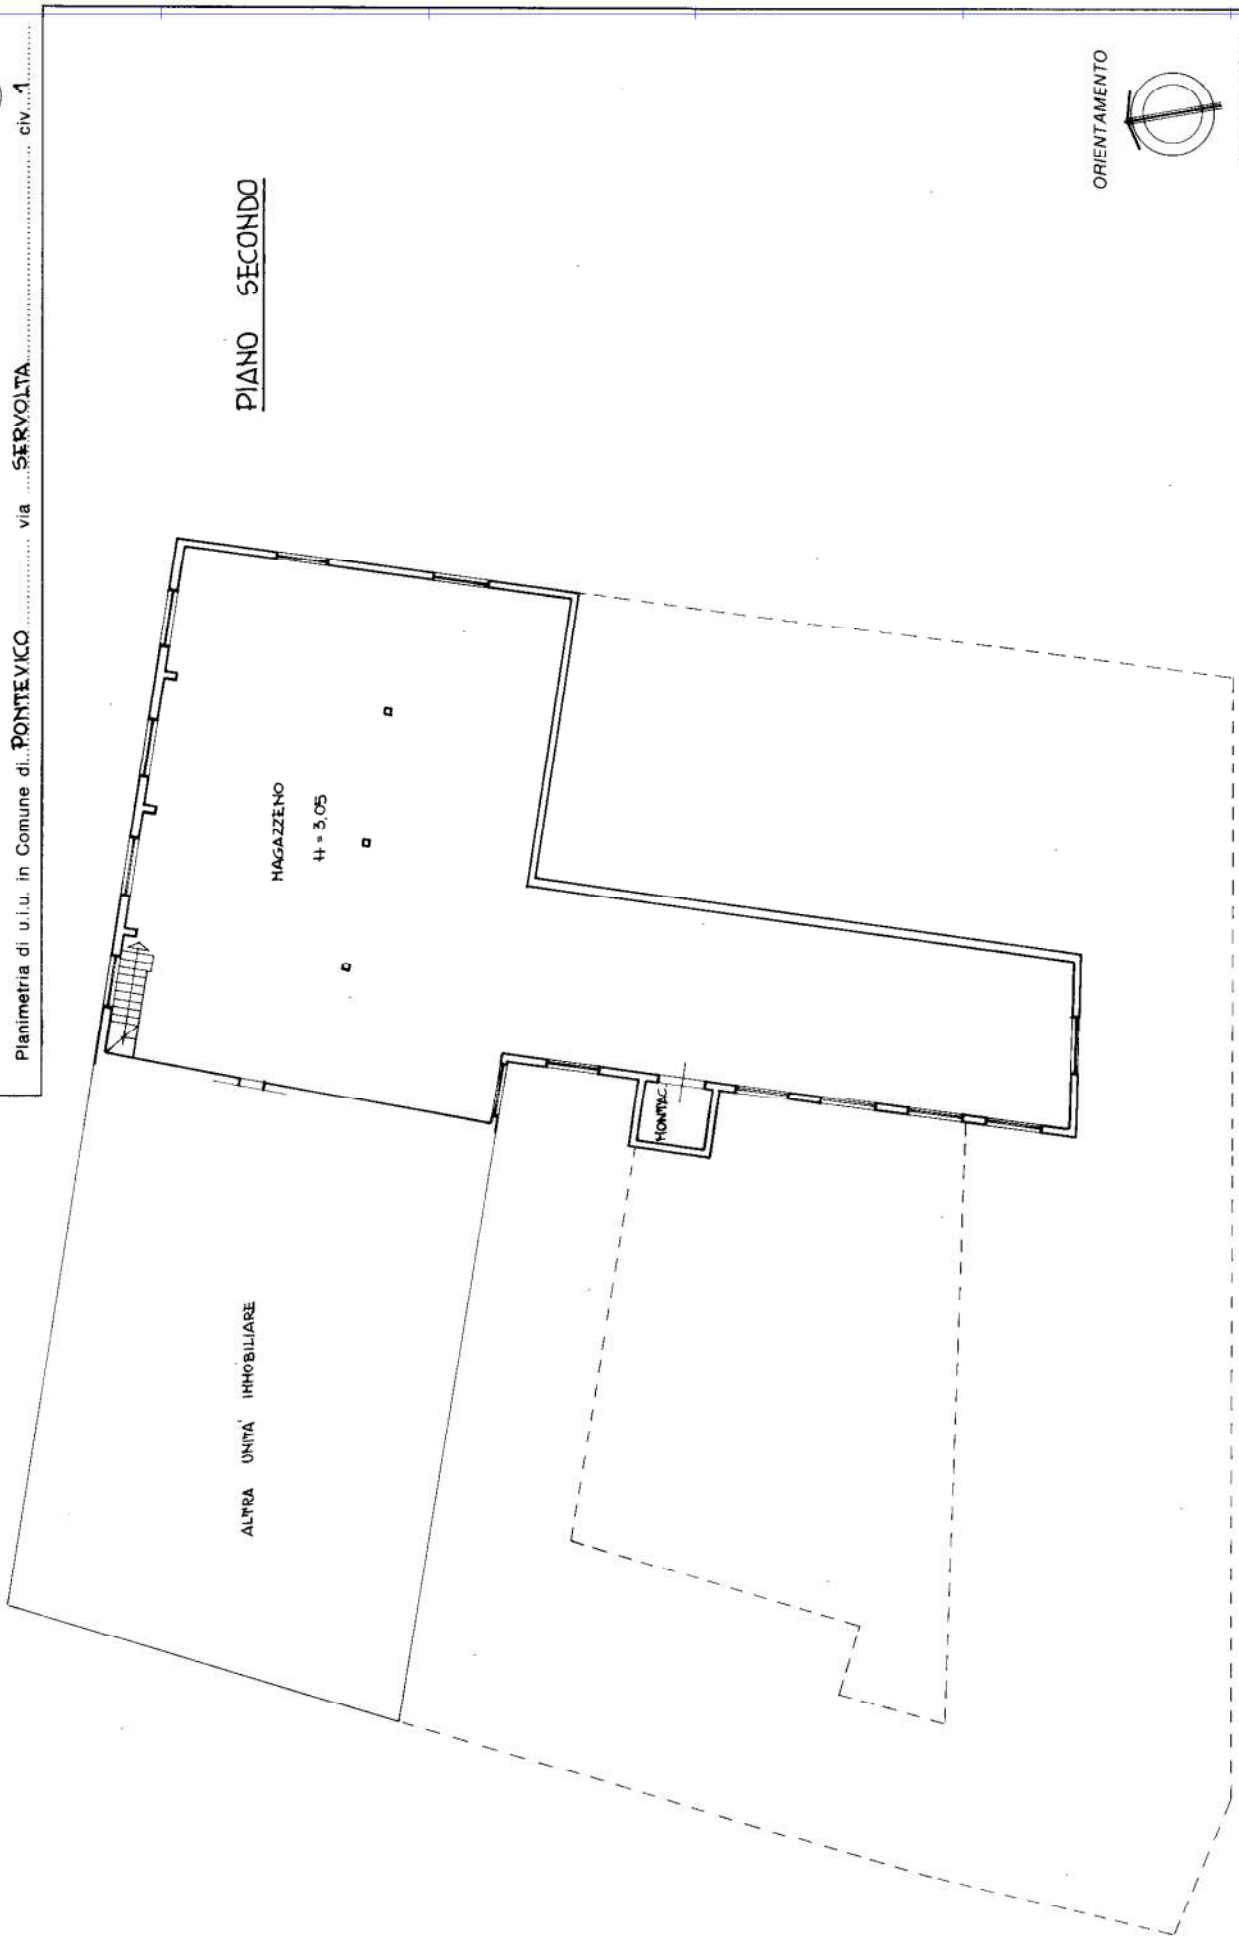 Planimetria di u.i.u. in Comune di PONTEVICO via SERVOLTA civ. 1
PIANO SECONDO
ORIENTAMENTO
MAGAZZENO
H = 3,05
MONTAC.
ALTRA UNITA' IMMOBILIARE